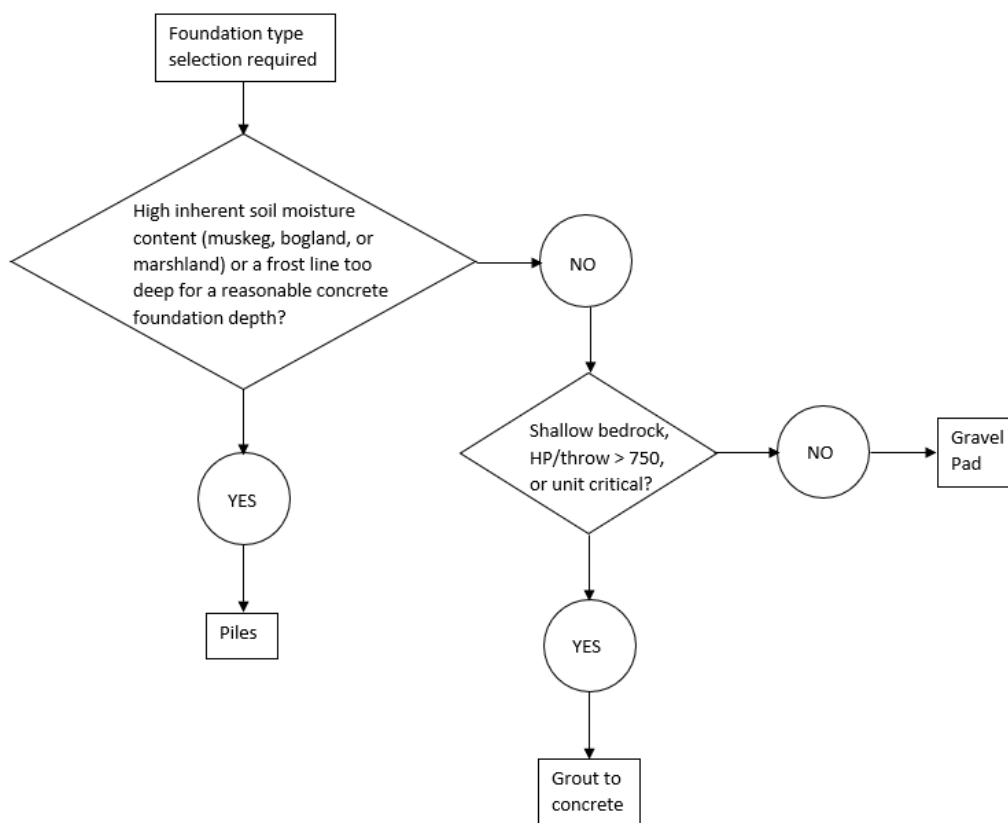 Foundation type
selection required
High inherent soil moisture
content (muskeg, bogland, or
marshland) or a frost line too
deep for a reasonable concrete
foundation depth?
NO
YES
Piles
Shallow bedrock,
HP/throw > 750,
or unit critical?
NO
Gravel
Pad
YES
Grout to
concrete